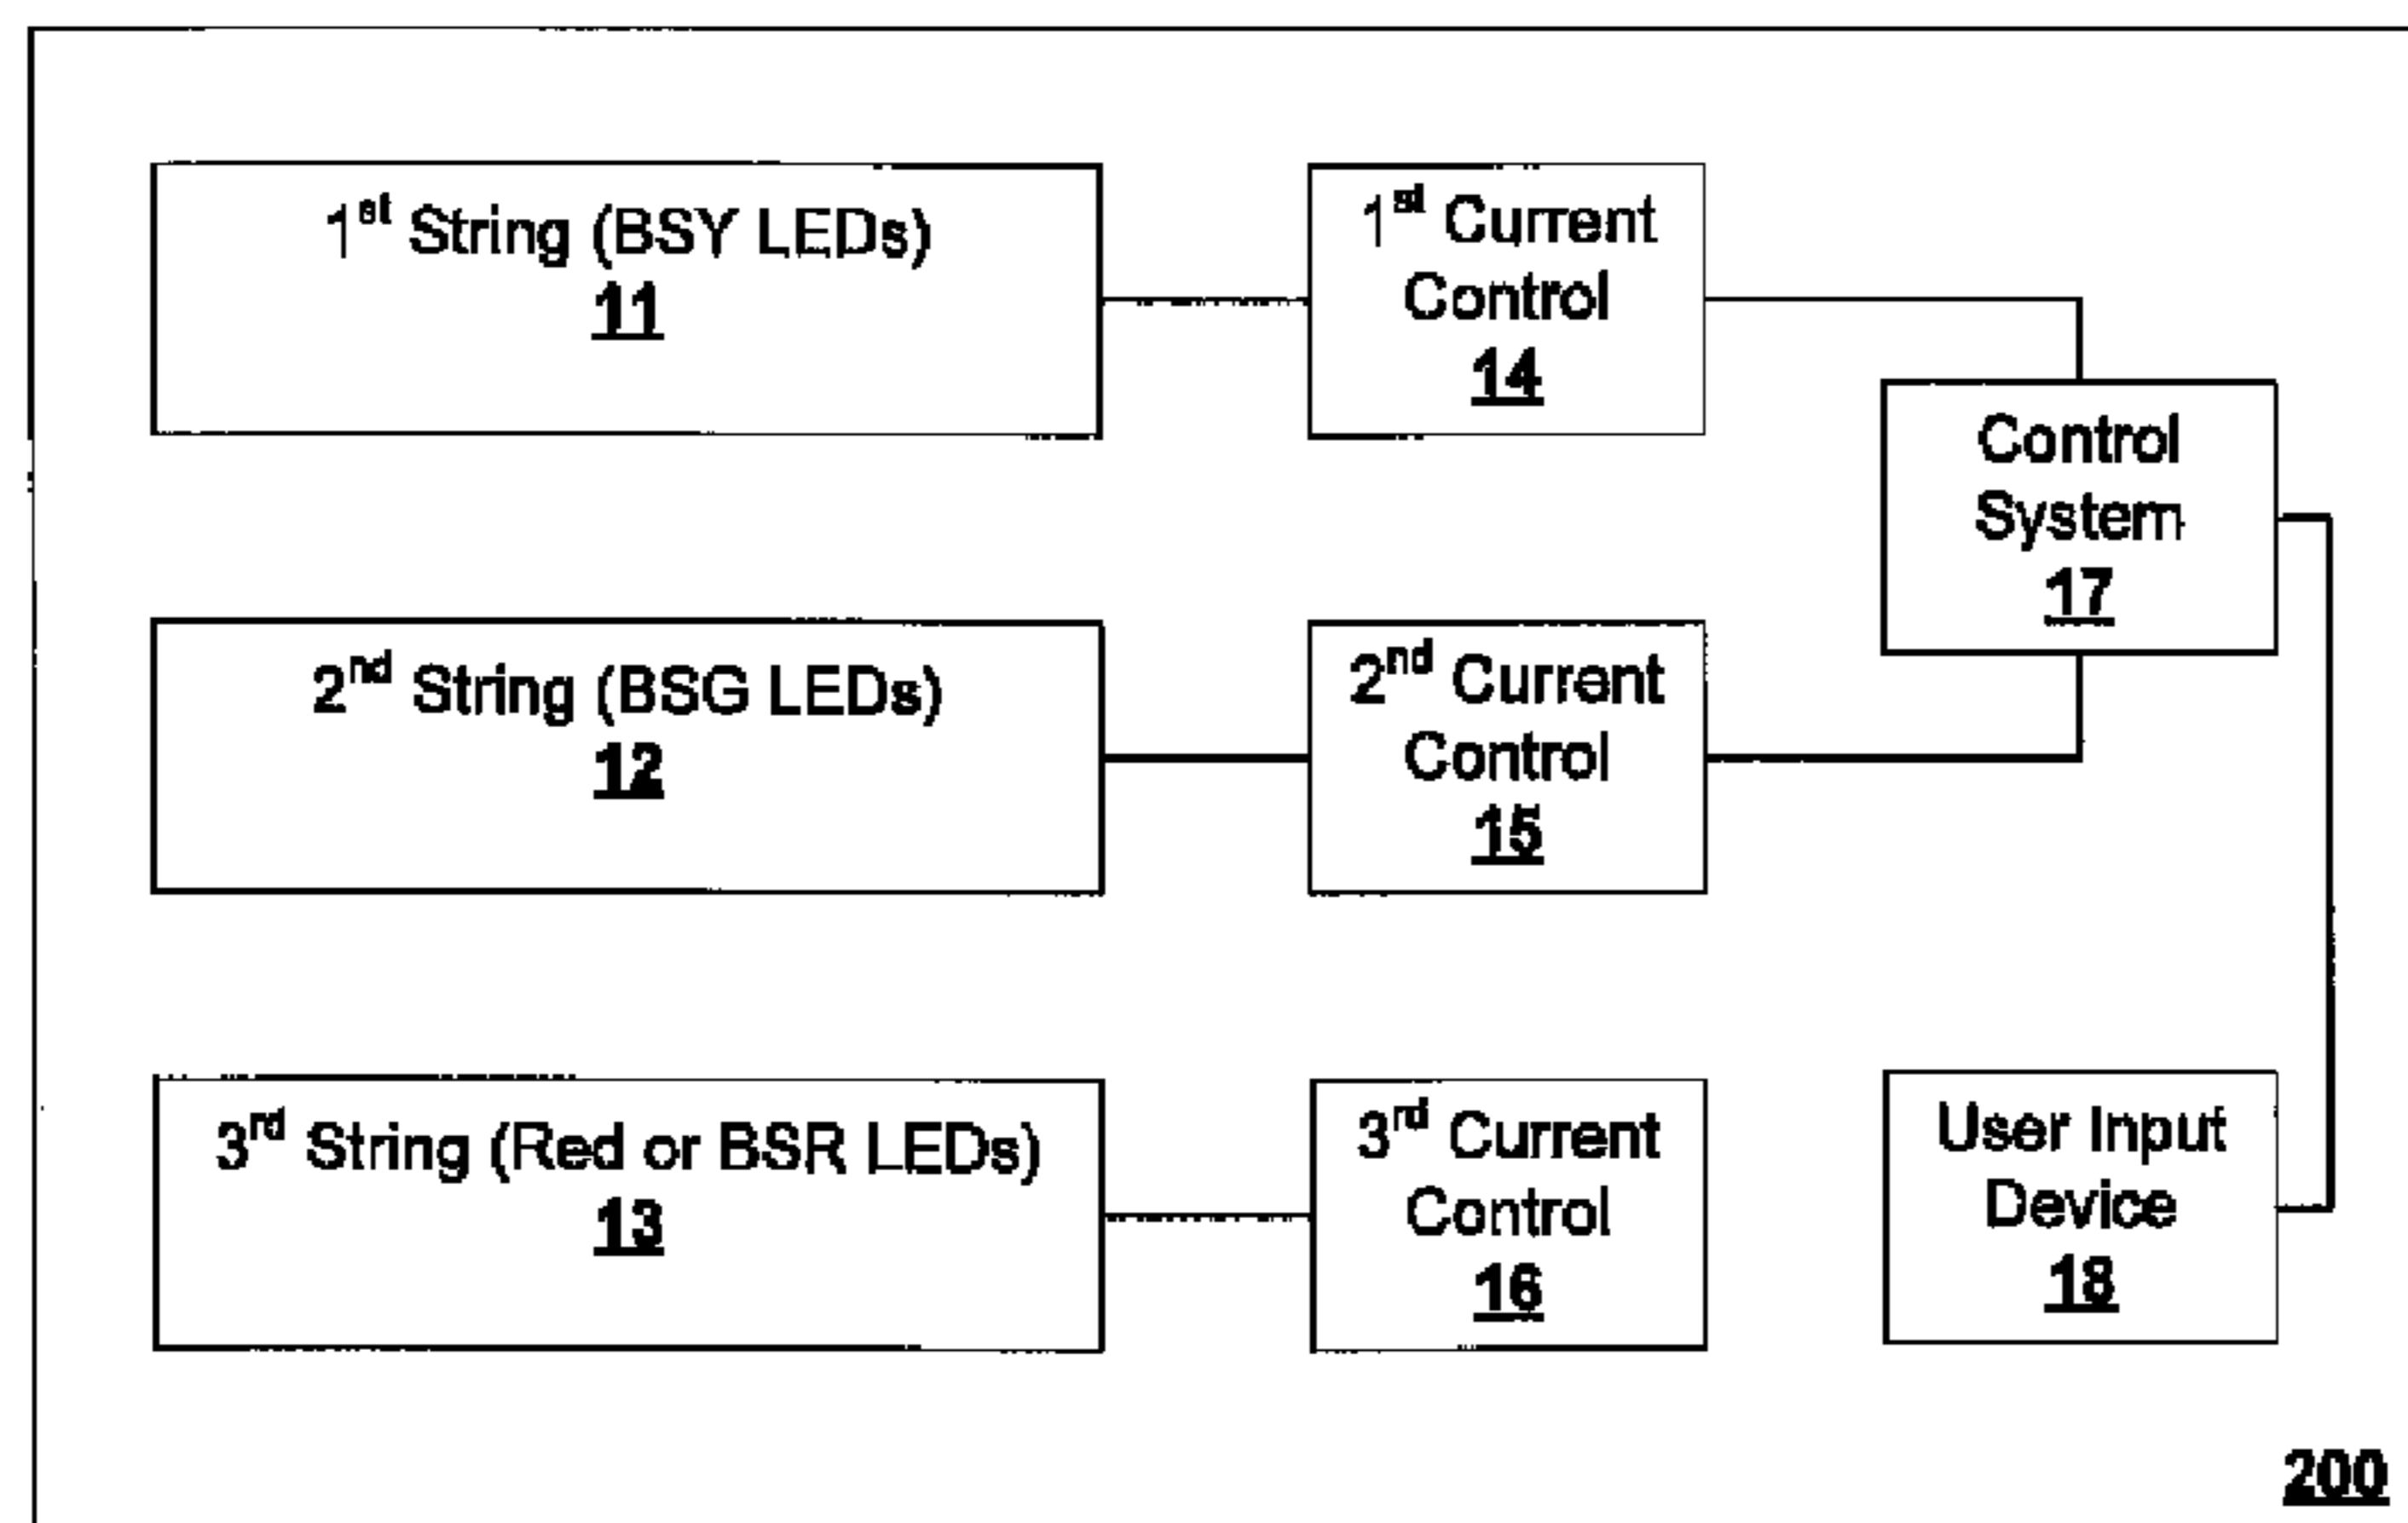 1st String (BSY LEDs)
11
1st Current
Control
14
Control
System
17
2nd String (BSG LEDs)
12
2nd Current
Control
15
3rd String (Red or BSR LEDs)
13
3rd Current
Control
16
User Input
Device
18
200